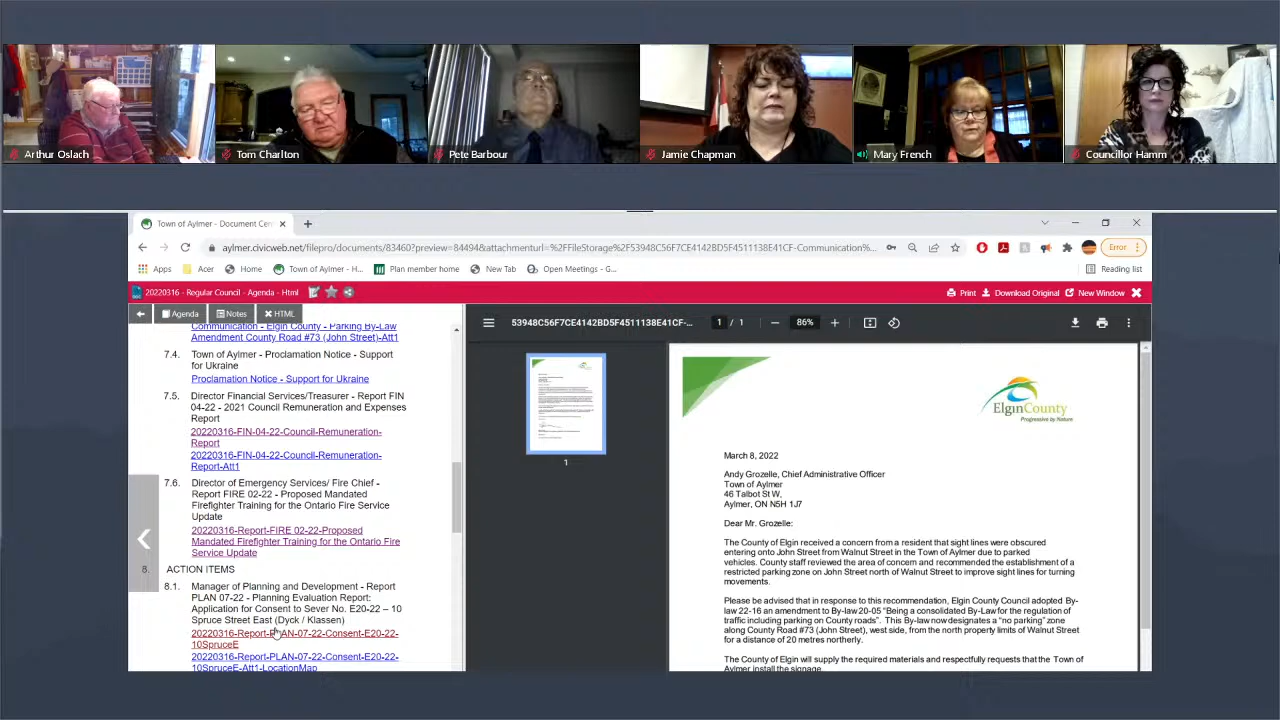 Arthur Oslach
Tom Charlton
Pete Barbour
Jamie Chapman
Mary French
Councillor Hamm
Town of Aylmer - Document Cen
aylmer.civicweb.net/filepro/documents/83460?preview=84494&attachmenturl=%2FFileStorage%2F53948C56F7CE4142BD5F4511138E41CF-Communication%...
Error
Apps
Acer
Home
Town of Aylmer - H...
Plan member home
New Tab
Open Meetings - G...
Reading list
20220316 - Regular Council - Agenda - Html
Print
Download Original
New Window
Agenda
Notes
HTML
Communication - Elgin County - Parking By-Law
Amendment County Road #73 (John Street)-Att1
7.4. Town of Aylmer - Proclamation Notice - Support
for Ukraine
Proclamation Notice - Support for Ukraine
7.5. Director Financial Services/Treasurer - Report FIN
04-22 - 2021 Council Remuneration and Expenses
Report
20220316-FIN-04-22-Council-Remuneration-
Report
20220316-FIN-04-22-Council-Remuneration-
Report-Att1
7.6. Director of Emergency Services/ Fire Chief -
Report FIRE 02-22 - Proposed Mandated
Firefighter Training for the Ontario Fire Service
Update
20220316-Report-FIRE 02-22-Proposed
Mandated Firefighter Training for the Ontario Fire
Service Update
8. ACTION ITEMS
8.1. Manager of Planning and Development - Report
PLAN 07-22 - Planning Evaluation Report:
Application for Consent to Sever No. E20-22 – 10
Spruce Street East (Dyck / Klassen)
20220316-Report-PLAN-07-22-Consent-E20-22-
10SpruceE
20220316-Report-PLAN-07-22-Consent-E20-22-
10SpruceE-Att1-LocationMap
53948C56F7CE4142BD5F4511138E41CF-...
1 / 1
86%
1
ElginCounty
Progressive by Nature
March 8, 2022
Andy Grozelle, Chief Administrative Officer
Town of Aylmer
46 Talbot St W,
Aylmer, ON N5H 1J7
Dear Mr. Grozelle:
The County of Elgin received a concern from a resident that sight lines were obscured
entering onto John Street from Walnut Street in the Town of Aylmer due to parked
vehicles. County staff reviewed the area of concern and recommended the establishment of a
restricted parking zone on John Street north of Walnut Street to improve sight lines for turning
movements.
Please be advised that in response to this recommendation, Elgin County Council adopted By-
law 22-16 an amendment to By-law 20-05 "Being a consolidated By-Law for the regulation of
traffic including parking on County roads". This By-law now designates a "no parking" zone
along County Road #73 (John Street), west side, from the north property limits of Walnut Street
for a distance of 20 metres northerly.
The County of Elgin will supply the required materials and respectfully requests that the Town of
Aylmer install the signage.